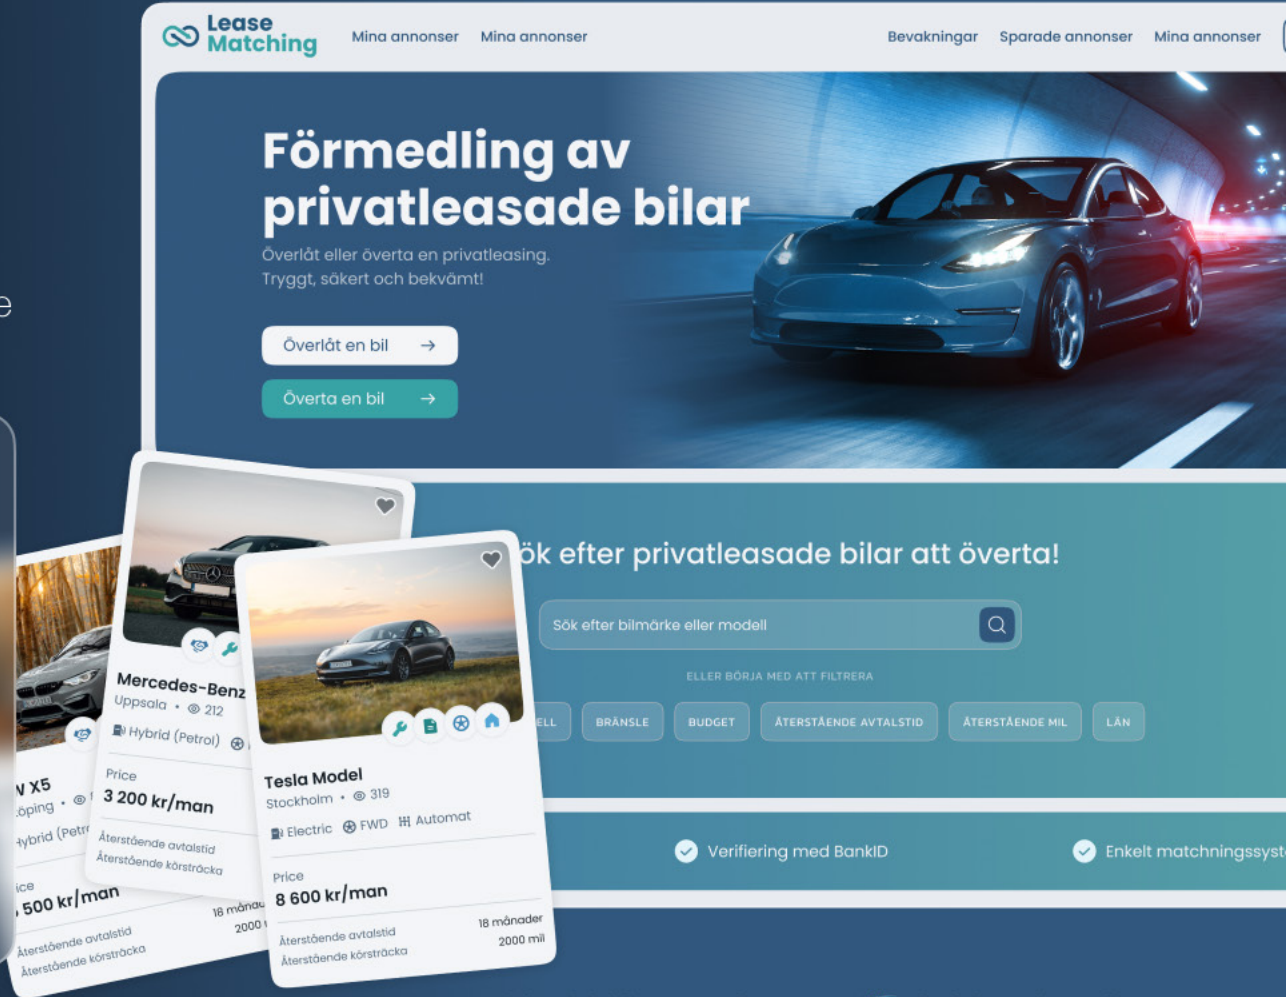 e
Lease
Matching
Mina annonser
Mina annonser
Bevakningar
Sparade annonser
Mina annonser
Förmedling av
privatleasade bilar
Överlåt eller överta en privatleasing.
Tryggt, säkert och bekvämt!
Överlåt en bil
Överta en bil
ök efter privatleasade bilar att överta!
Sök efter bilmärke eller modell
ELLER BÖRJA MED ATT FILTRERA
ELL
BRÄNSLE
BUDGET
ÅTERSTÅENDE AVTALSTID
ÅTERSTÅENDE MIL
LÄN
Verifiering med BankID
Enkelt matchningssyst
X5
öping •
Hybrid (Petr
ice
500 kr/man
Återstående avtalstid
18 månad
Återstående körsträcka
2000
Mercedes-Benz
Uppsala • 212
Hybrid (Petrol)
Price
3 200 kr/man
Återstående avtalstid
Återstående körsträcka
Tesla Model
Stockholm • 319
Electric FWD Automat
Price
8 600 kr/man
Återstående avtalstid
18 månader
Återstående körsträcka
2000 mil